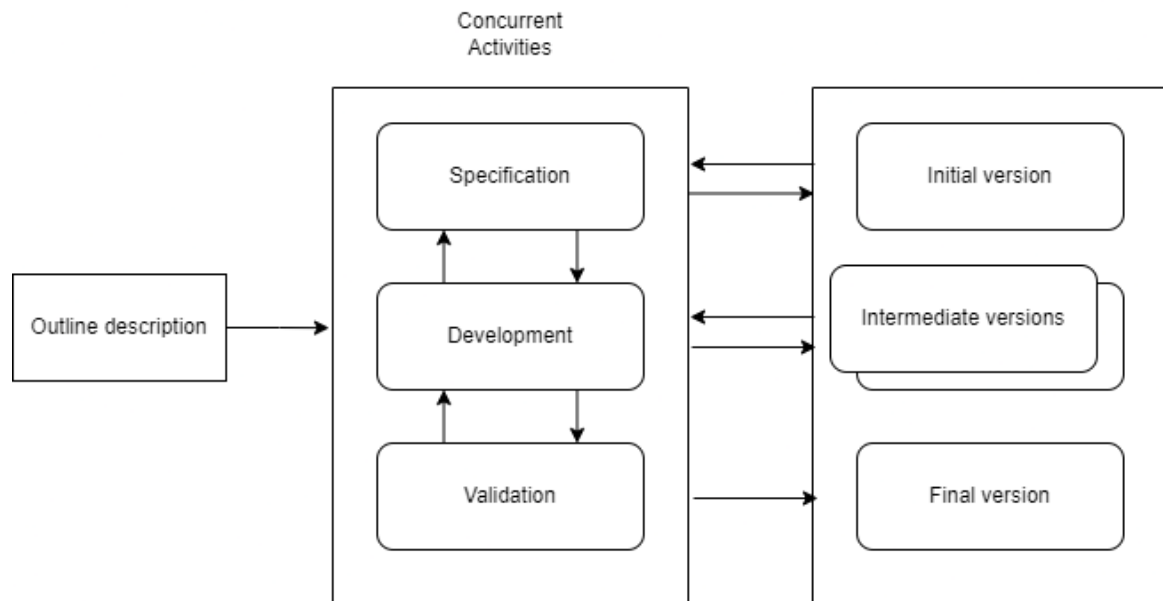 Concurrent
Activities
Specification
Initial version
Outline description
Development
Intermediate versions
Validation
Final version